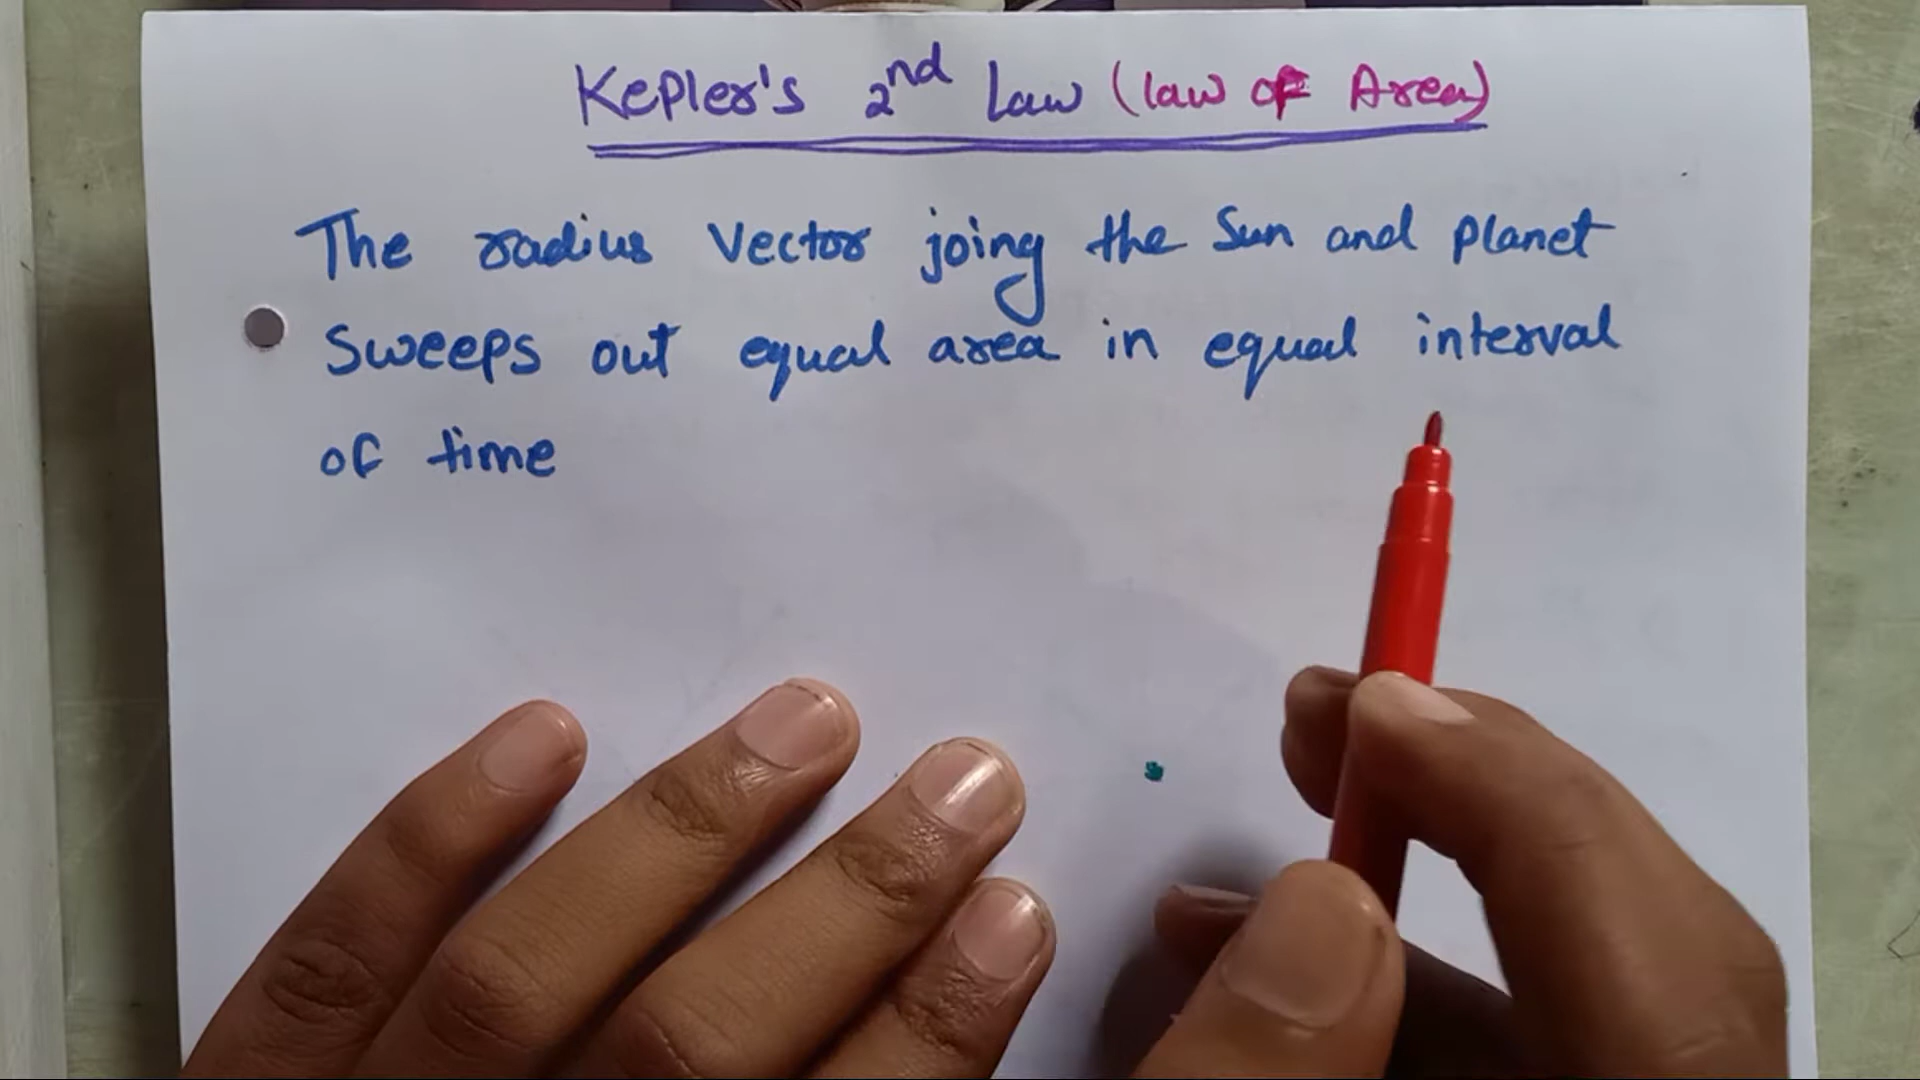 Kepler's 2nd Law (law of Area)
The radius Vector joing the Sun and Planet
Sweeps out equal area in equal interval
of time